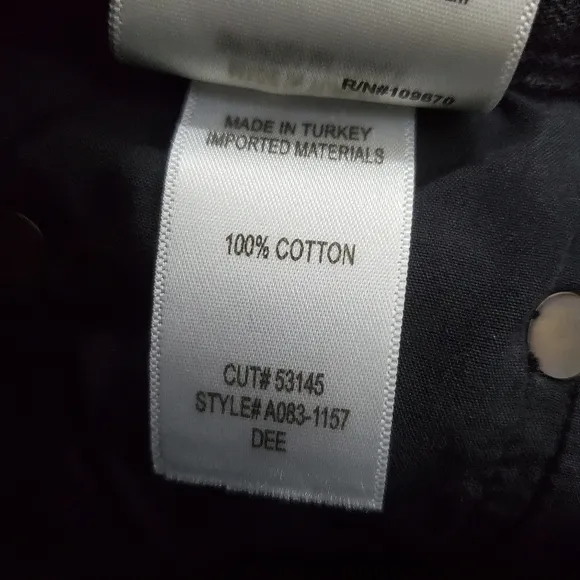 R/N#109870
MADE IN TURKEY
IMPORTED MATERIALS
100% COTTON
CUT# 53145
STYLE# A083-1157
DEE